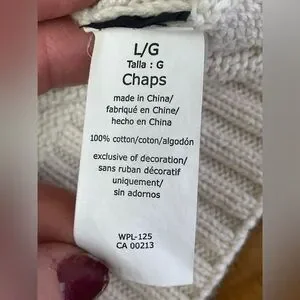 L/G
Talla : G
Chaps
made in China/
fabriqué en Chine/
hecho en China
100% cotton/coton/algodón
exclusive of decoration/
sans ruban décoratif
uniquement/
sin adornos
WPL-125
CA 00213